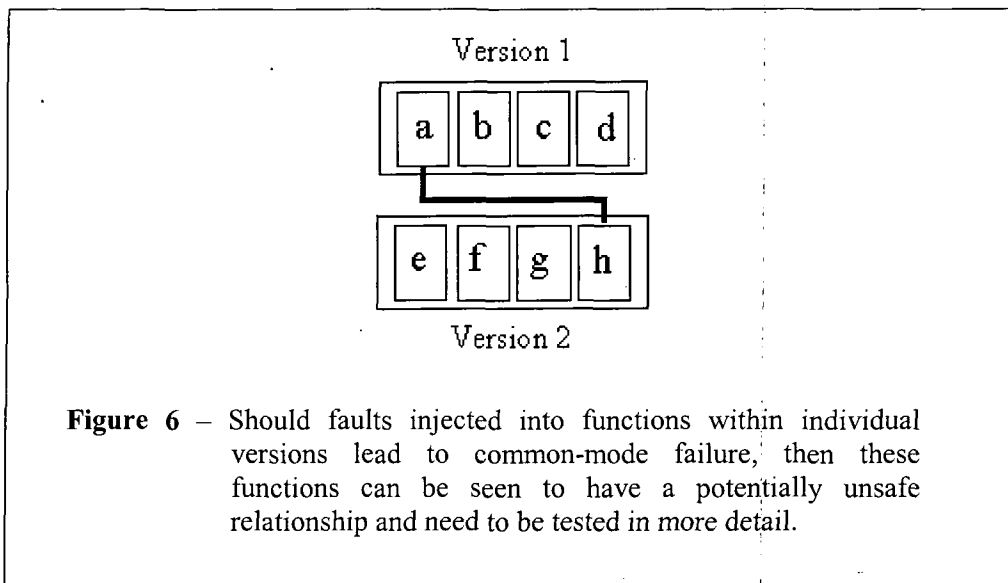 Version 1
a b c d
e f g h
Version 2
Figure 6 – Should faults injected into functions within individual
versions lead to common-mode failure, then these
functions can be seen to have a potentially unsafe
relationship and need to be tested in more detail.